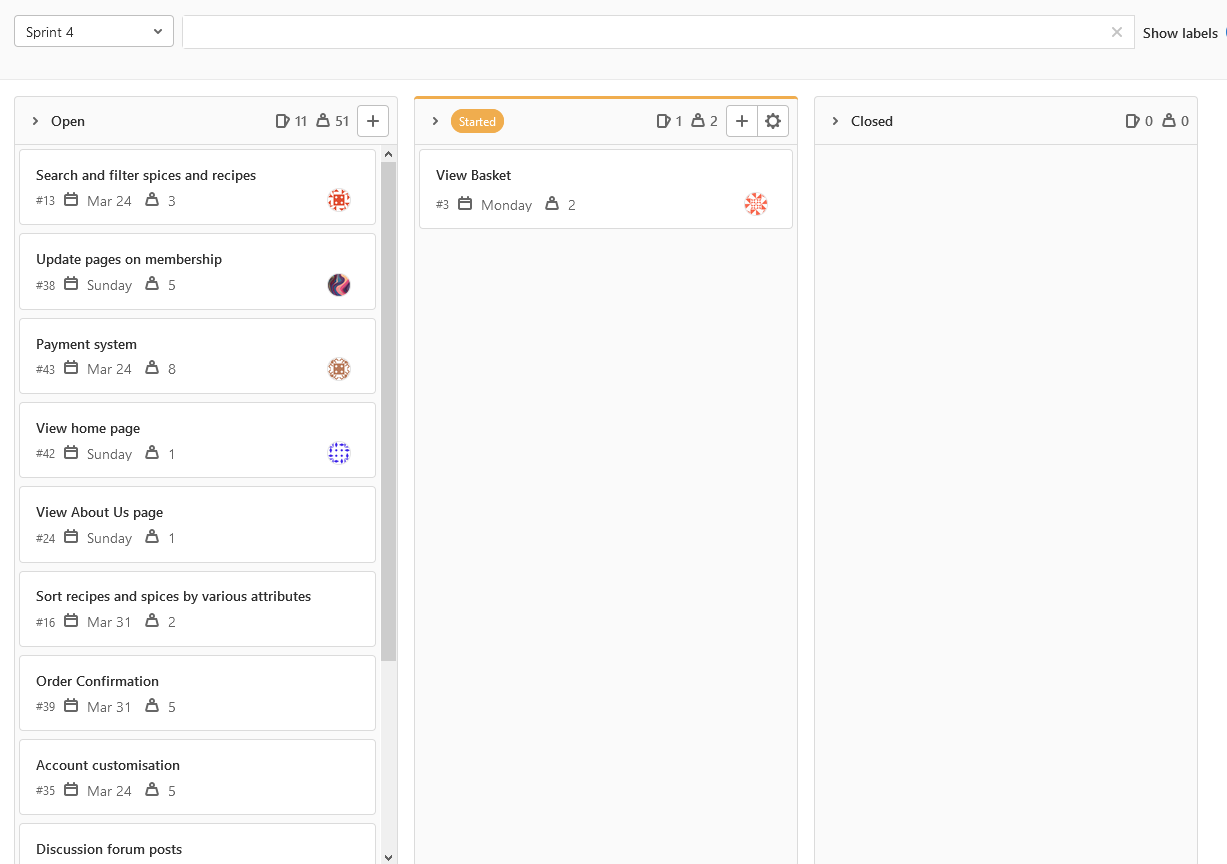 Sprint 4
Show labels
Open 11 51
Search and filter spices and recipes
#13 Mar 24 3
Update pages on membership
#38 Sunday 5
Payment system
#43 Mar 24 8
View home page
#42 Sunday 1
View About Us page
#24 Sunday 1
Sort recipes and spices by various attributes
#16 Mar 31 2
Order Confirmation
#39 Mar 31 5
Account customisation
#35 Mar 24 5
Discussion forum posts
Started 1 2
View Basket
#3 Monday 2
Closed 0 0